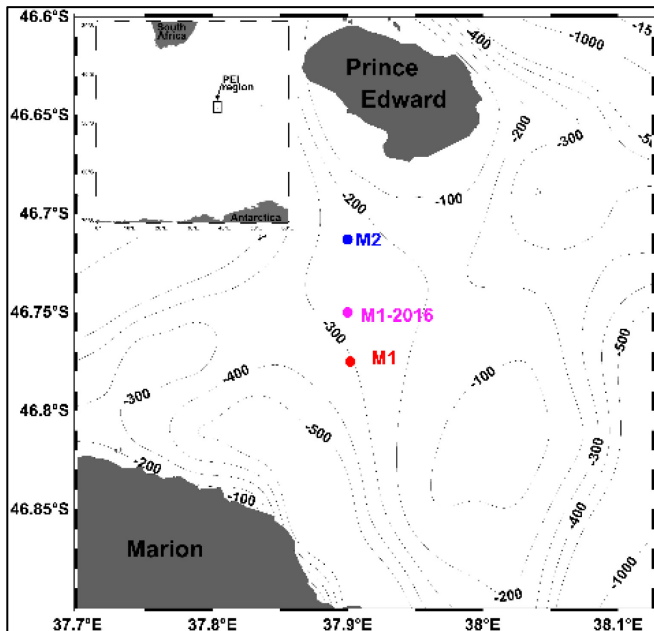 46.6°S
46.65°S
46.7°S
46.75°S
46.8°S
46.85°S
37.7°E
37.8°E
37.9°E
38°E
38.1°E
South
Africa
PEI
region
Antarctica
Prince
Edward
Marion
M2
M1-2016
M1
-400
-1000
-200
-300
-100
-200
-300
-500
-100
-300
-400
-1000
-200
-300
-400
-500
-200
-100